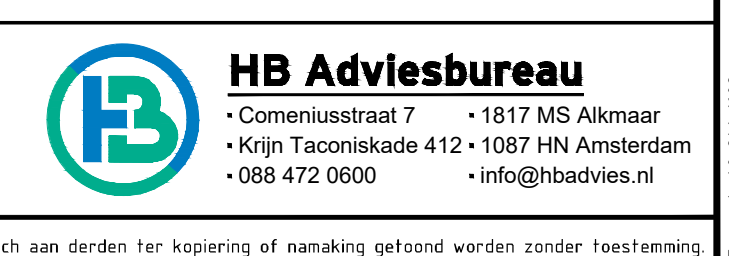 HB Adviesbureau
HB
▪ Comeniusstraat 7 ▪ 1817 MS Alkmaar
▪ Krijn Taconiskade 412 ▪ 1087 HN Amsterdam
▪ 088 472 0600 ▪ info@hbadvies.nl
ch aan derden ter kopiering of namaking getoond worden zonder toestemming.